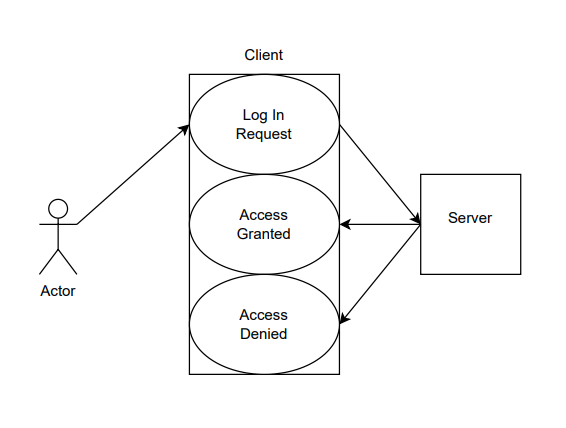 Client
Log In
Request
Access
Granted
Server
Actor
Access
Denied